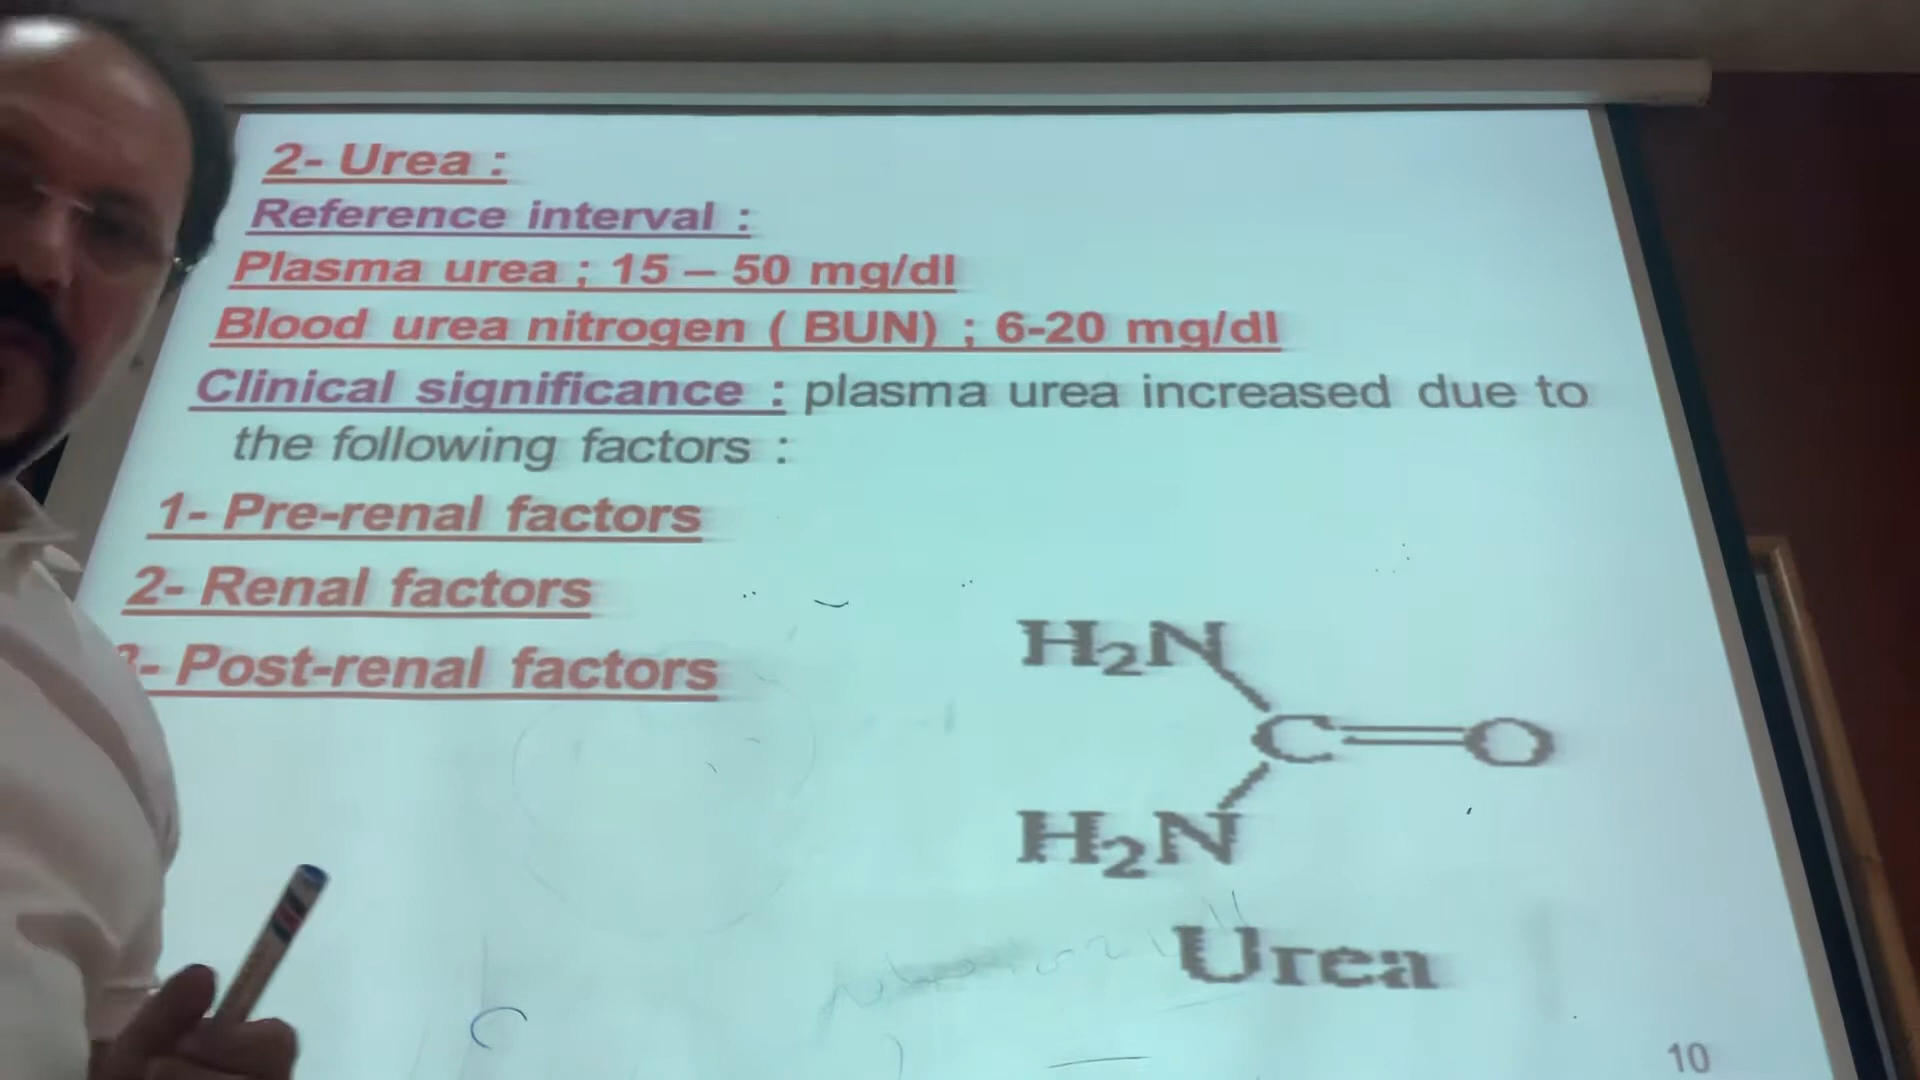 2- Urea :
Reference interval :
Plasma urea ; 15 – 50 mg/dl
Blood urea nitrogen ( BUN) ; 6-20 mg/dl
Clinical significance : plasma urea increased due to
the following factors :
1- Pre-renal factors
2- Renal factors
- Post-renal factors
H₂N
C=O
H₂N
Urea
10